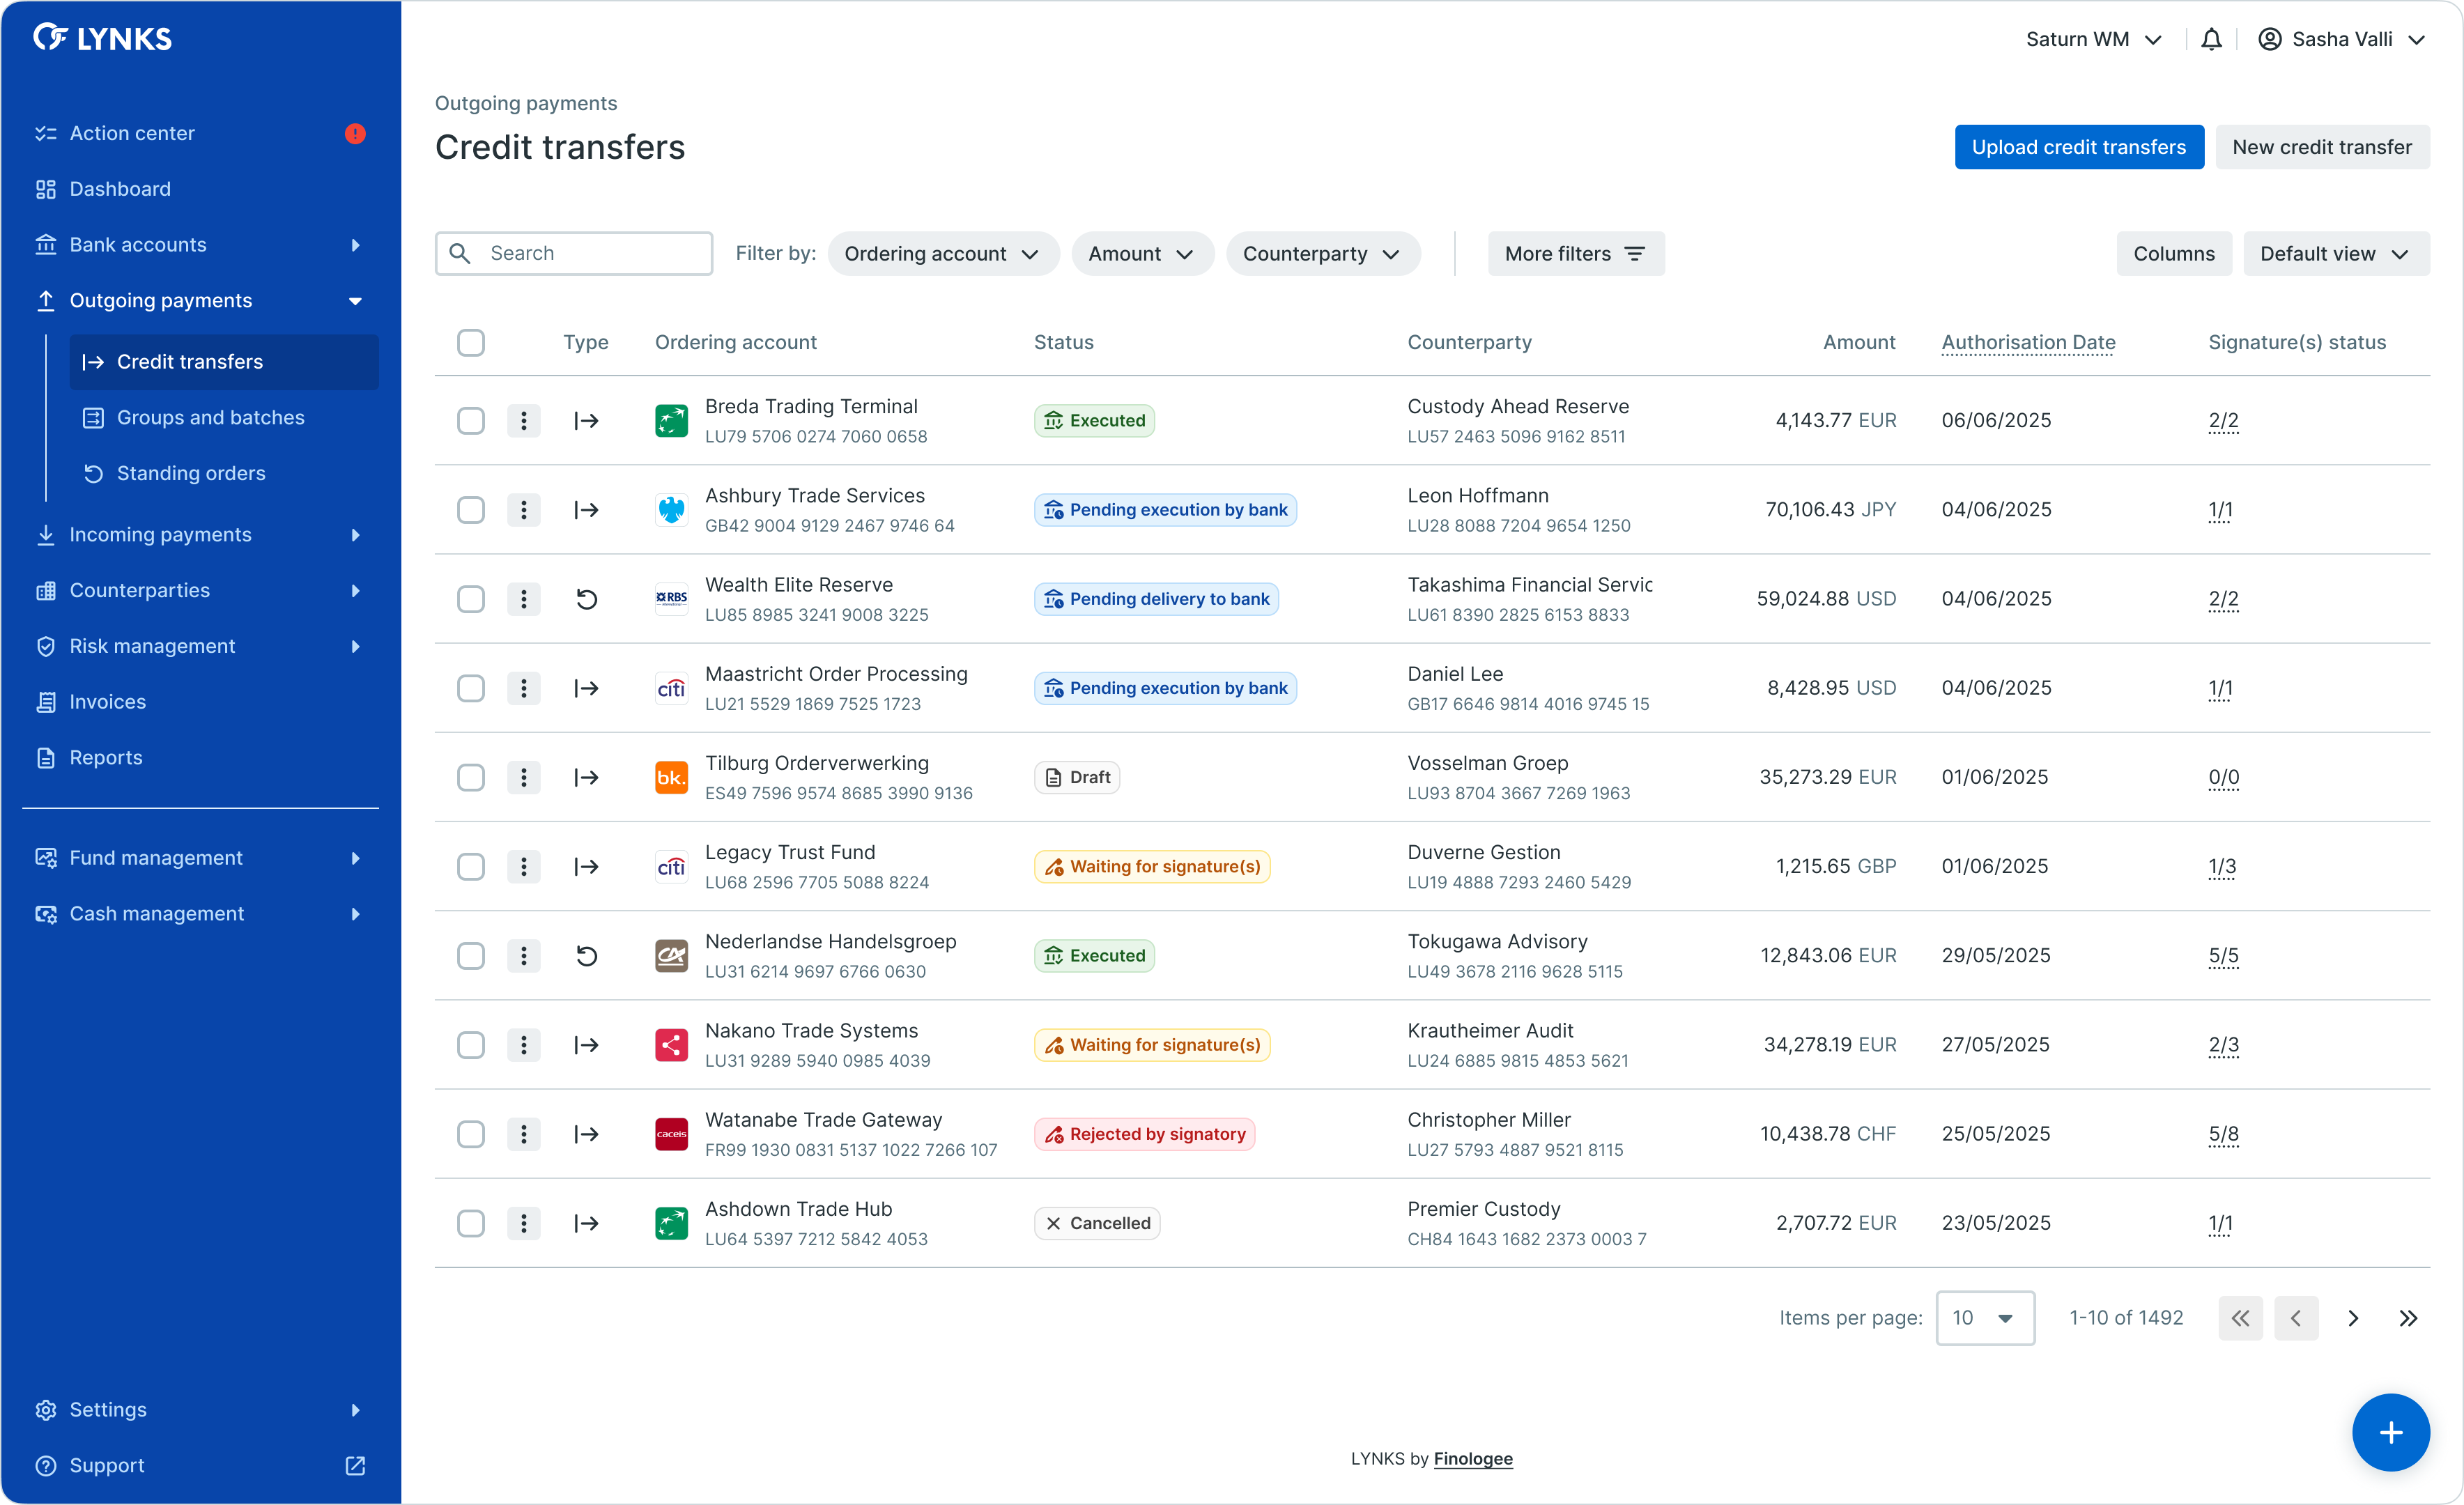 LYNKS
Saturn WM
Sasha Valli
Action center
Dashboard
Bank accounts
Outgoing payments
Credit transfers
Groups and batches
Standing orders
Incoming payments
Counterparties
Risk management
Invoices
Reports
Fund management
Cash management
Settings
Support
Outgoing payments
Credit transfers
Upload credit transfers
New credit transfer
Search
Filter by:
Ordering account
Amount
Counterparty
More filters
Columns
Default view
Type Ordering account Status Counterparty Amount Authorisation Date Signature(s) status
Breda Trading Terminal
LU79 5706 0274 7060 0658
Executed
Custody Ahead Reserve
LU57 2463 5096 9162 8511
4,143.77 EUR
06/06/2025
2/2
Ashbury Trade Services
GB42 9004 9129 2467 9746 64
Pending execution by bank
Leon Hoffmann
LU28 8088 7204 9654 1250
70,106.43 JPY
04/06/2025
1/1
RBS
Wealth Elite Reserve
LU85 8985 3241 9008 3225
Pending delivery to bank
Takashima Financial Servic
LU61 8390 2825 6153 8833
59,024.88 USD
04/06/2025
2/2
citi
Maastricht Order Processing
LU21 5529 1869 7525 1723
Pending execution by bank
Daniel Lee
GB17 6646 9814 4016 9745 15
8,428.95 USD
04/06/2025
1/1
bk.
Tilburg Orderverwerking
ES49 7596 9574 8685 3990 9136
Draft
Vosselman Groep
LU93 8704 3667 7269 1963
35,273.29 EUR
01/06/2025
0/0
citi
Legacy Trust Fund
LU68 2596 7705 5088 8224
Waiting for signature(s)
Duverne Gestion
LU19 4888 7293 2460 5429
1,215.65 GBP
01/06/2025
1/3
CA
Nederlandse Handelsgroep
LU31 6214 9697 6766 0630
Executed
Tokugawa Advisory
LU49 3678 2116 9628 5115
12,843.06 EUR
29/05/2025
5/5
Nakano Trade Systems
LU31 9289 5940 0985 4039
Waiting for signature(s)
Krautheimer Audit
LU24 6885 9815 4853 5621
34,278.19 EUR
27/05/2025
2/3
caceis
Watanabe Trade Gateway
FR99 1930 0831 5137 1022 7266 107
Rejected by signatory
Christopher Miller
LU27 5793 4887 9521 8115
10,438.78 CHF
25/05/2025
5/8
Ashdown Trade Hub
LU64 5397 7212 5842 4053
Cancelled
Premier Custody
CH84 1643 1682 2373 0003 7
2,707.72 EUR
23/05/2025
1/1
Items per page: 10 1-10 of 1492
LYNKS by Finologee